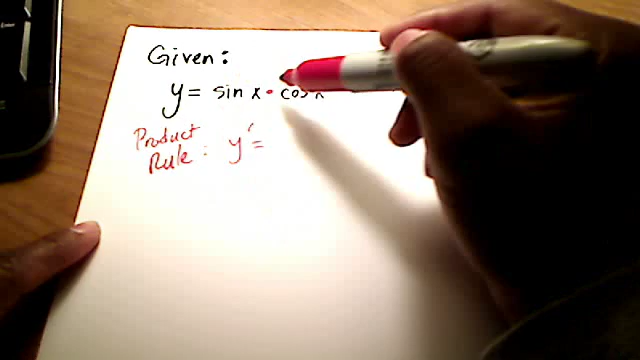 Given:
y = sin x • cos x
Product
Rule: y' =